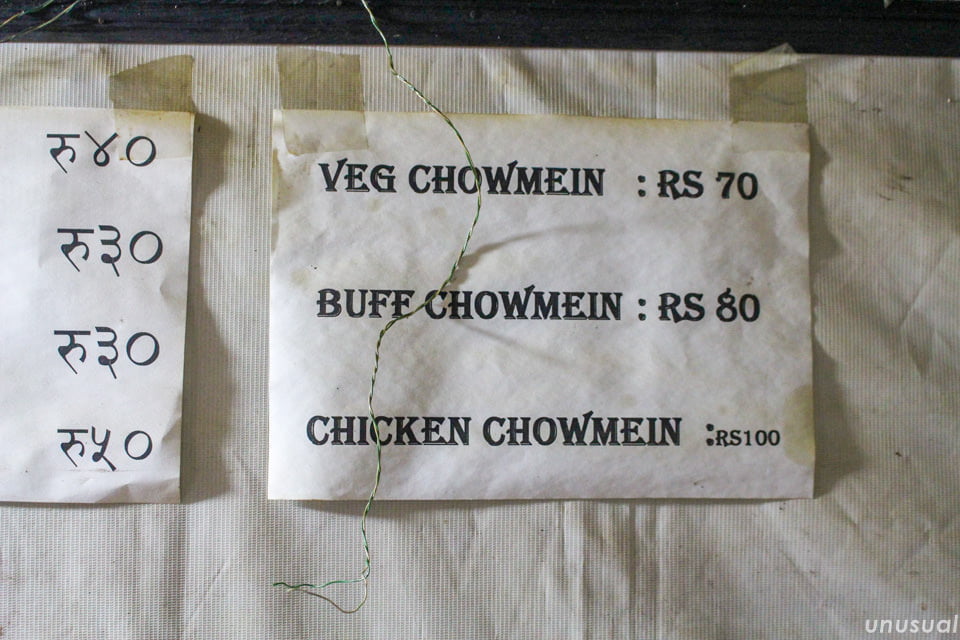 रु४०
रु३०
रु३०
रु५०
VEG CHOWMEIN : RS 70
BUFF CHOWMEIN : RS 80
CHICKEN CHOWMEIN :RS100
unusual